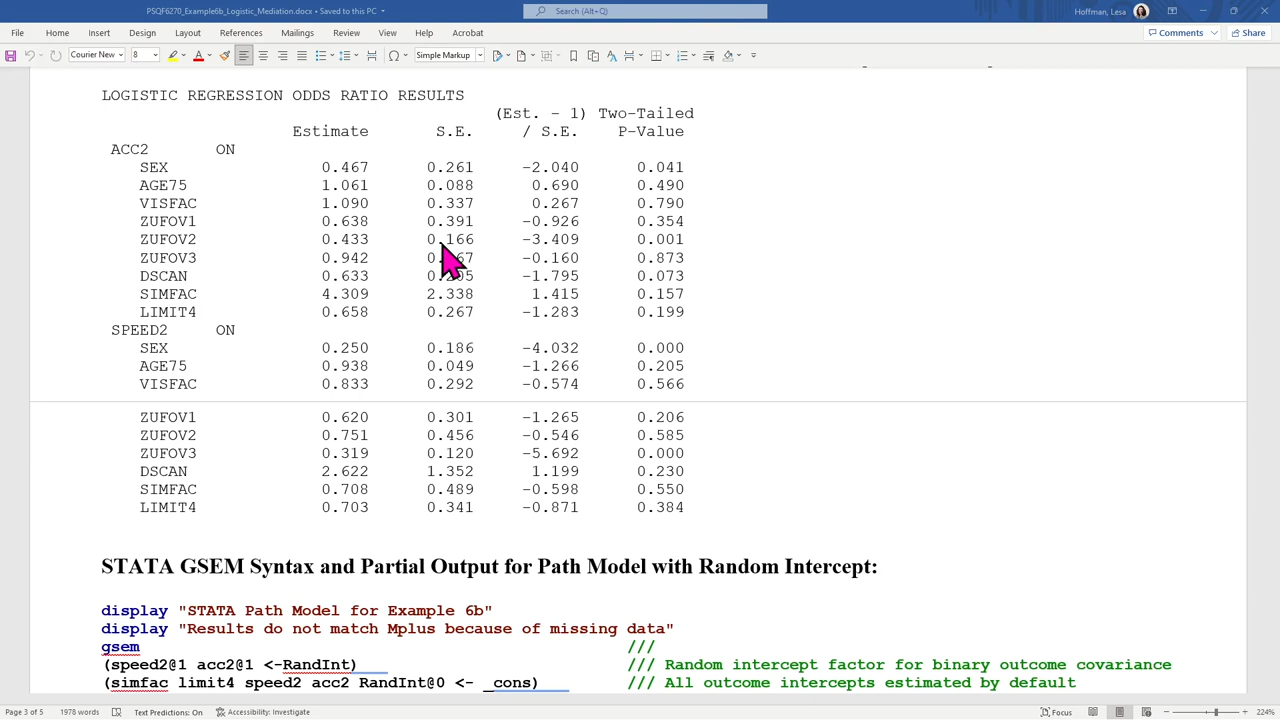 PSQF6270_Example6b_Logistic_Mediation.docx • Saved to this PC
Search (Alt+Q)
Hoffman, Lesa
File Home Insert Design Layout References Mailings Review View Help Acrobat Comments Share
Courier New 8 Simple Markup
LOGISTIC REGRESSION ODDS RATIO RESULTS
(Est. - 1) Two-Tailed
Estimate S.E. / S.E. P-Value
ACC2 ON
SEX 0.467 0.261 -2.040 0.041
AGE75 1.061 0.088 0.690 0.490
VISFAC 1.090 0.337 0.267 0.790
ZUFOV1 0.638 0.391 -0.926 0.354
ZUFOV2 0.433 0.166 -3.409 0.001
ZUFOV3 0.942 -0.160 0.873
DSCAN 0.633 -1.795 0.073
SIMFAC 4.309 2.338 1.415 0.157
LIMIT4 0.658 0.267 -1.283 0.199
SPEED2 ON
SEX 0.250 0.186 -4.032 0.000
AGE75 0.938 0.049 -1.266 0.205
VISFAC 0.833 0.292 -0.574 0.566
ZUFOV1 0.620 0.301 -1.265 0.206
ZUFOV2 0.751 0.456 -0.546 0.585
ZUFOV3 0.319 0.120 -5.692 0.000
DSCAN 2.622 1.352 1.199 0.230
SIMFAC 0.708 0.489 -0.598 0.550
LIMIT4 0.703 0.341 -0.871 0.384
STATA GSEM Syntax and Partial Output for Path Model with Random Intercept:
display "STATA Path Model for Example 6b"
display "Results do not match Mplus because of missing data"
gsem ///
(speed2@1 acc2@1 <-RandInt) /// Random intercept factor for binary outcome covariance
(simfac limit4 speed2 acc2 RandInt@0 <- _cons) /// All outcome intercepts estimated by default
Page 3 of 5 1978 words Text Predictions: On Accessibility: Investigate Focus 224%